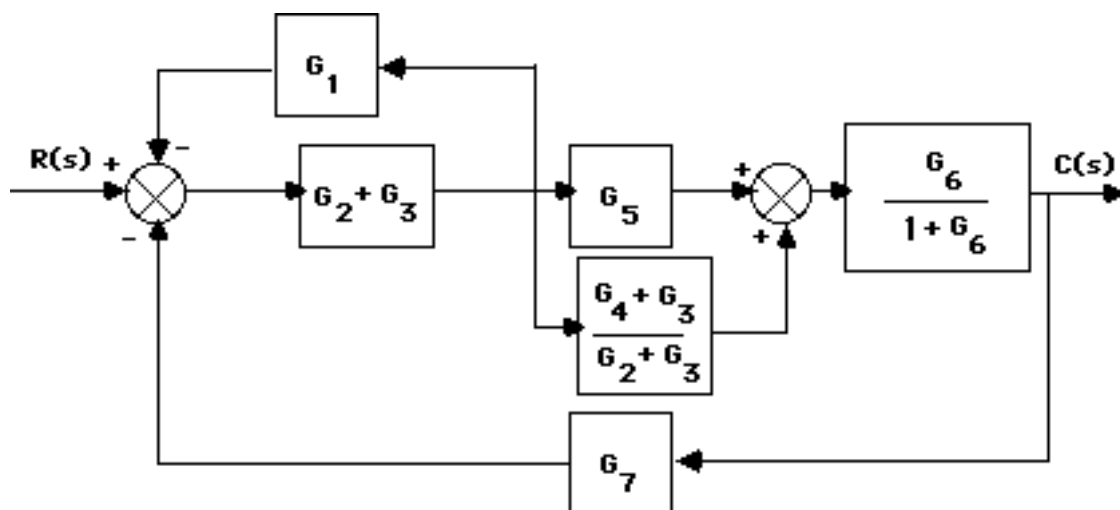 G1
R(s) + -
G2 + G3
G5
+
+
G6
1 + G6
C(s)
-
G4 + G3
G2 + G3
G7